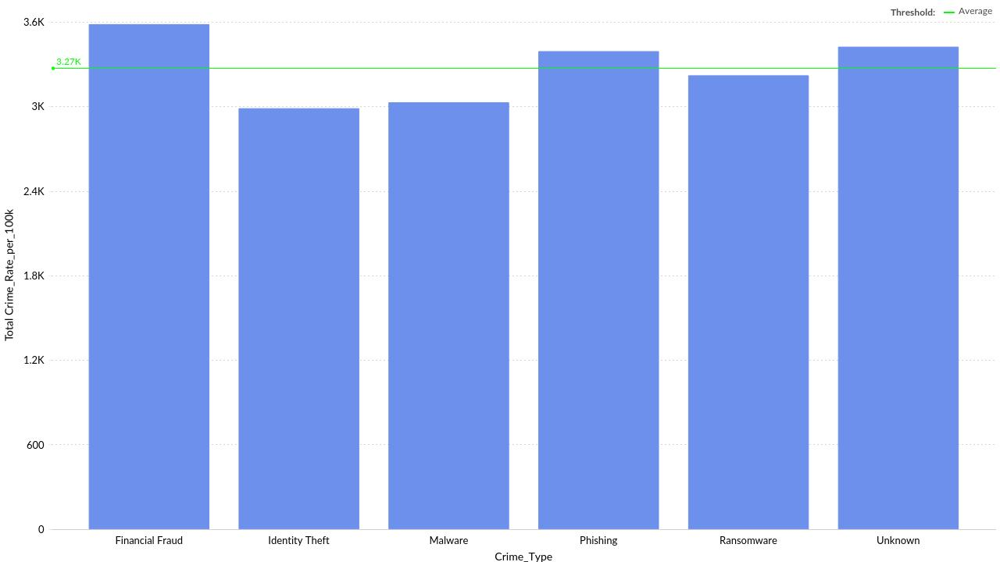 Threshold: Average
3.6K
3.27K
3K
2.4K
1.8K
1.2K
600
0
Total Crime_Rate_per_100k
Financial Fraud Identity Theft Malware Phishing Ransomware Unknown
Crime_Type